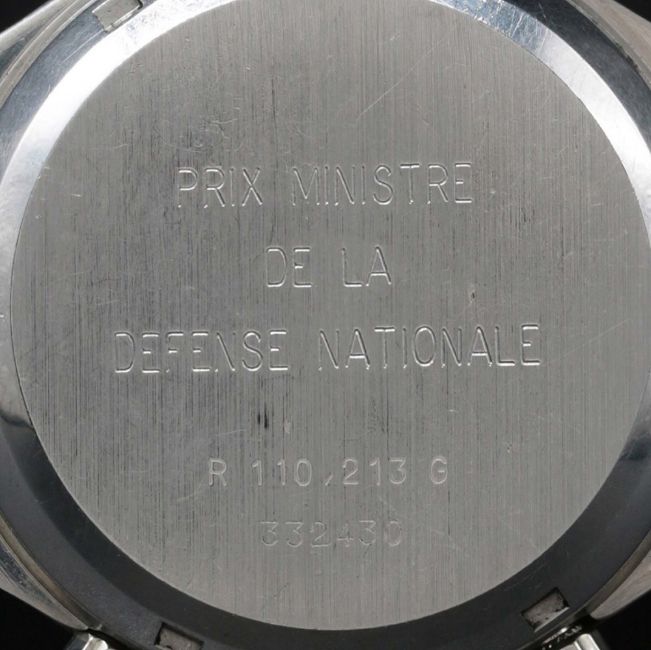 PRIX MINISTRE
DE LA
DEFENSE NATIONALE
R 110.213 G
332430